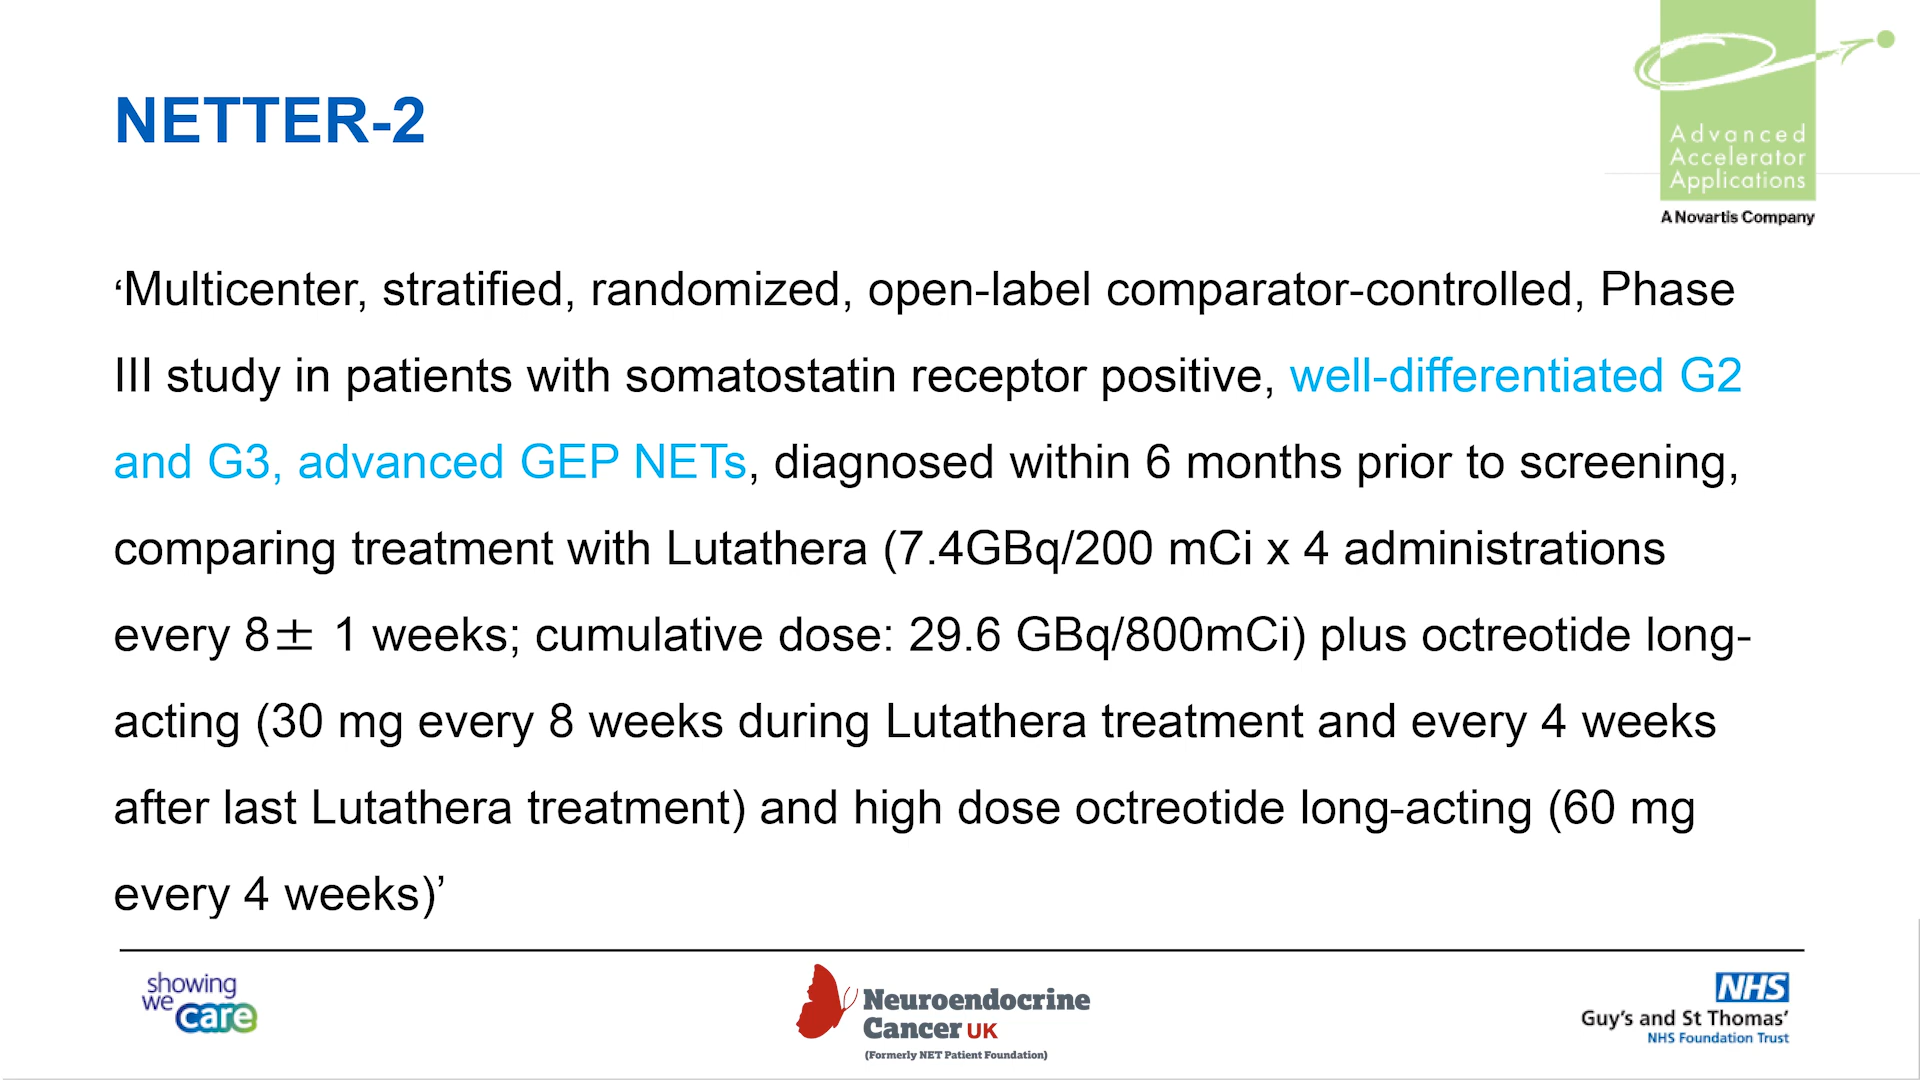 NETTER-2
Advanced
Accelerator
Applications
A Novartis Company
‘Multicenter, stratified, randomized, open-label comparator-controlled, Phase
III study in patients with somatostatin receptor positive, well-differentiated G2
and G3, advanced GEP NETs, diagnosed within 6 months prior to screening,
comparing treatment with Lutathera (7.4GBq/200 mCi x 4 administrations
every 8± 1 weeks; cumulative dose: 29.6 GBq/800mCi) plus octreotide long-
acting (30 mg every 8 weeks during Lutathera treatment and every 4 weeks
after last Lutathera treatment) and high dose octreotide long-acting (60 mg
every 4 weeks)’
showing
we care
Neuroendocrine
Cancer UK
(Formerly NET Patient Foundation)
NHS
Guy's and St Thomas'
NHS Foundation Trust